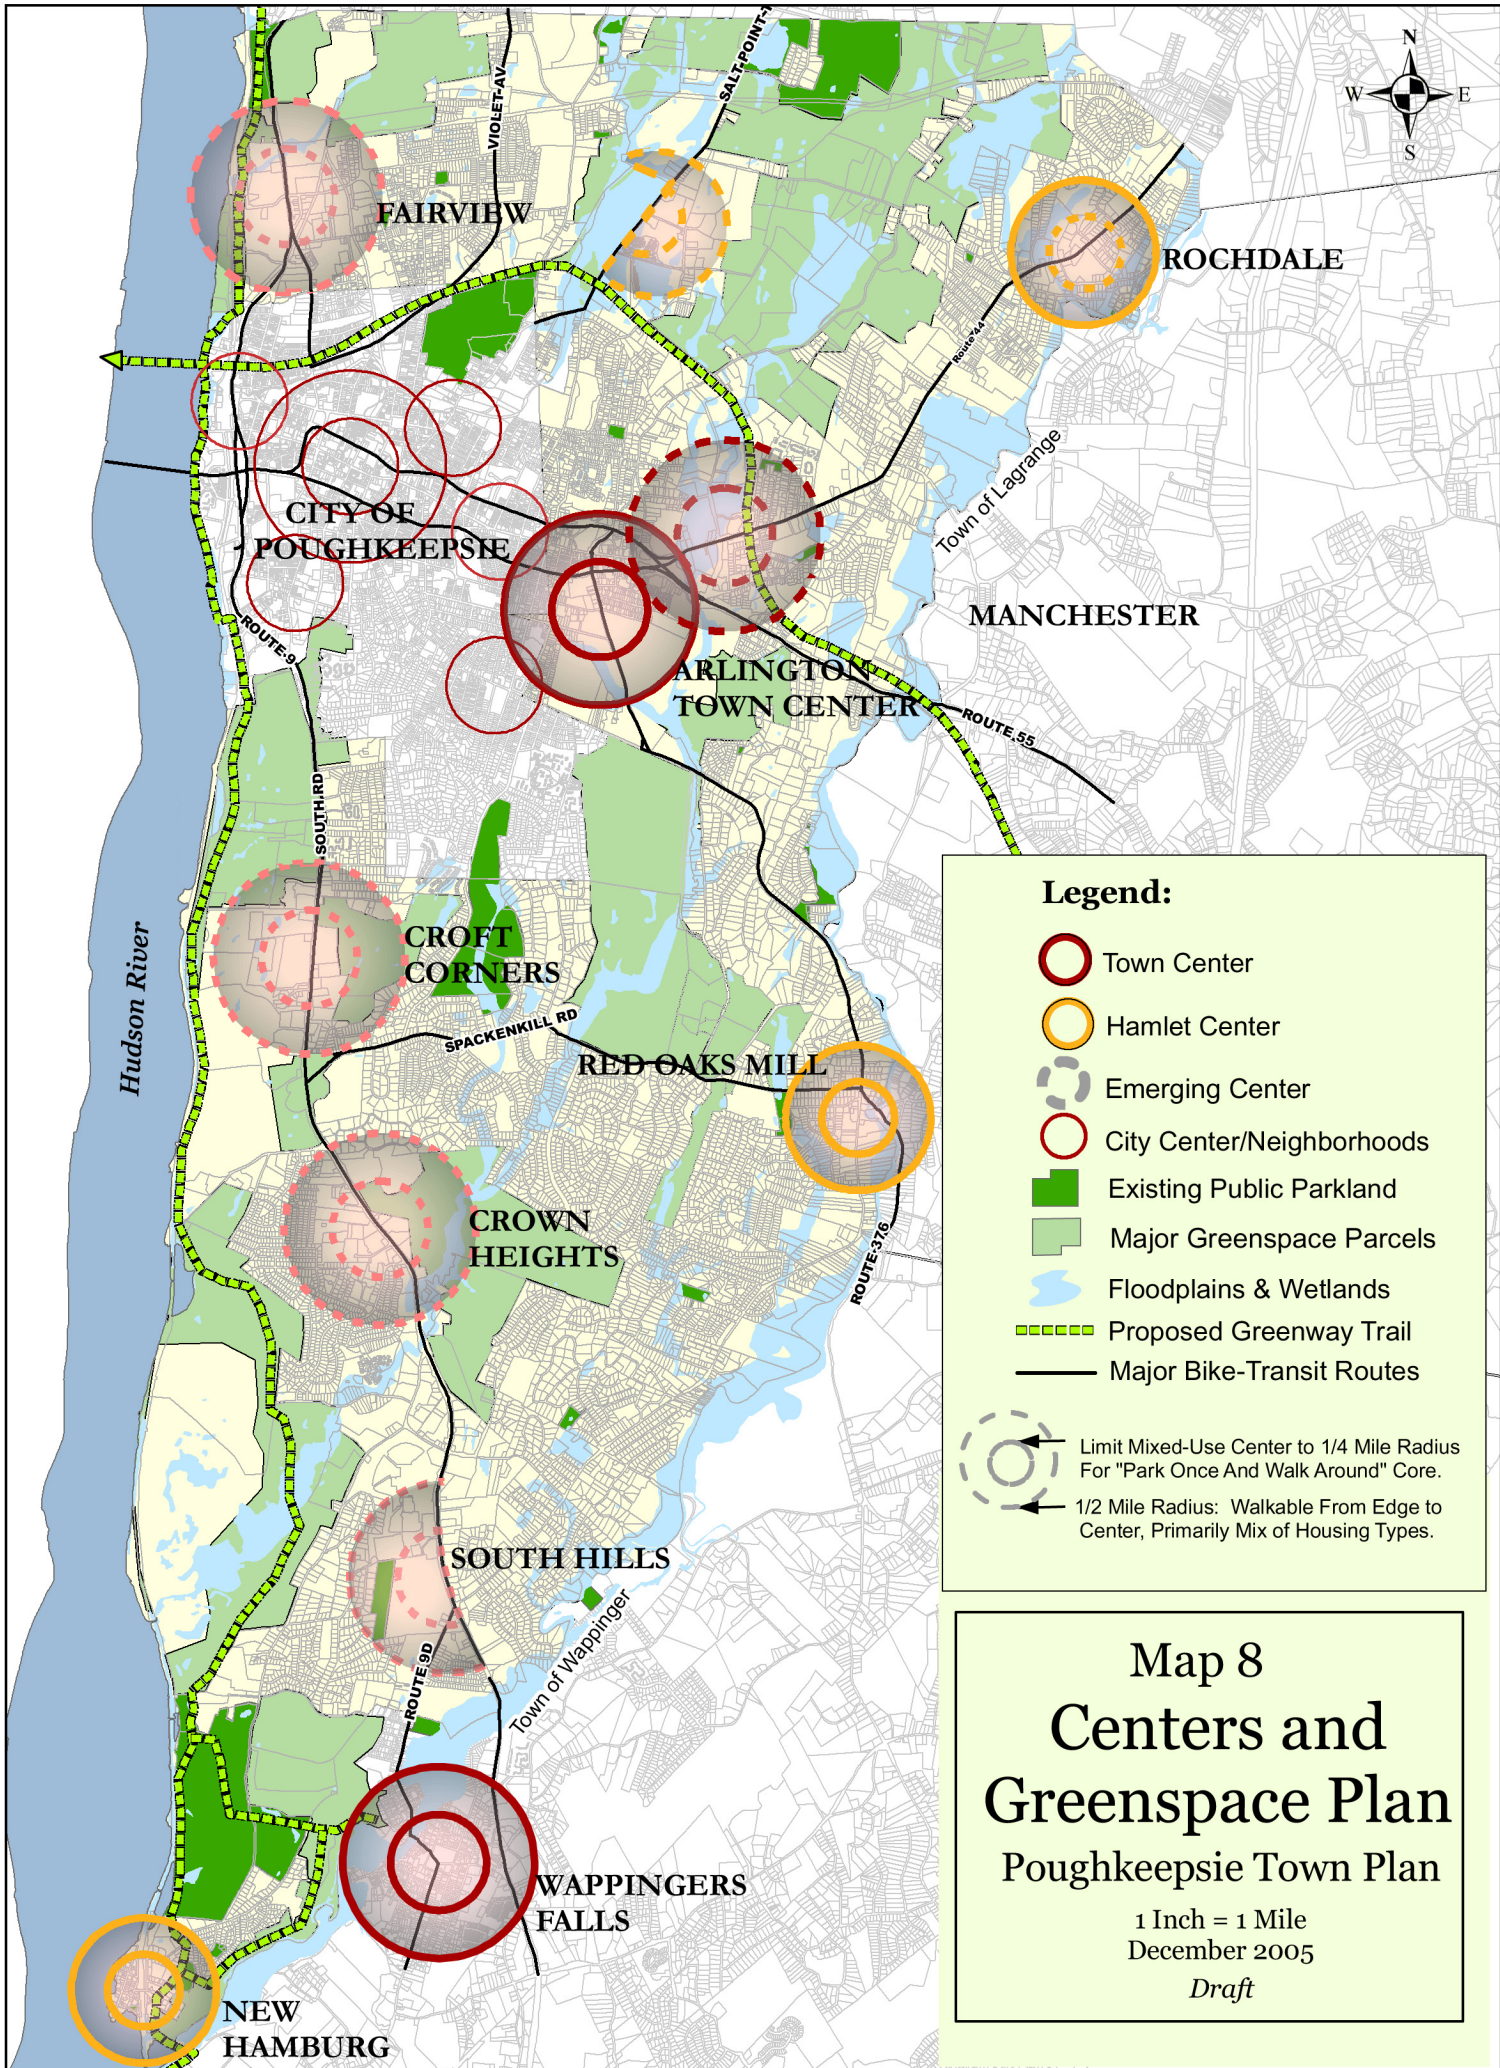 SALT-POINT-T
VIOLET-AV
N
W
E
S
FAIRVIEW
ROCHDALE
Route 44
Town of Lagrange
CITY OF
POUGHKEEPSIE
MANCHESTER
ROUTE-9
ARLINGTON
TOWN CENTER
ROUTE 55
SOUTH RD
Hudson River
CROFT
CORNERS
SPACKENKILL RD
RED OAKS MILL
CROWN
HEIGHTS
ROUTE-376
SOUTH HILLS
Town of Wappinger
ROUTE 9D
WAPPINGERS
FALLS
NEW
HAMBURG
Legend:
Town Center
Hamlet Center
Emerging Center
City Center/Neighborhoods
Existing Public Parkland
Major Greenspace Parcels
Floodplains & Wetlands
Proposed Greenway Trail
Major Bike-Transit Routes
Limit Mixed-Use Center to 1/4 Mile Radius
For "Park Once And Walk Around" Core.
1/2 Mile Radius: Walkable From Edge to
Center, Primarily Mix of Housing Types.
Map 8
Centers and
Greenspace Plan
Poughkeepsie Town Plan
1 Inch = 1 Mile
December 2005
Draft